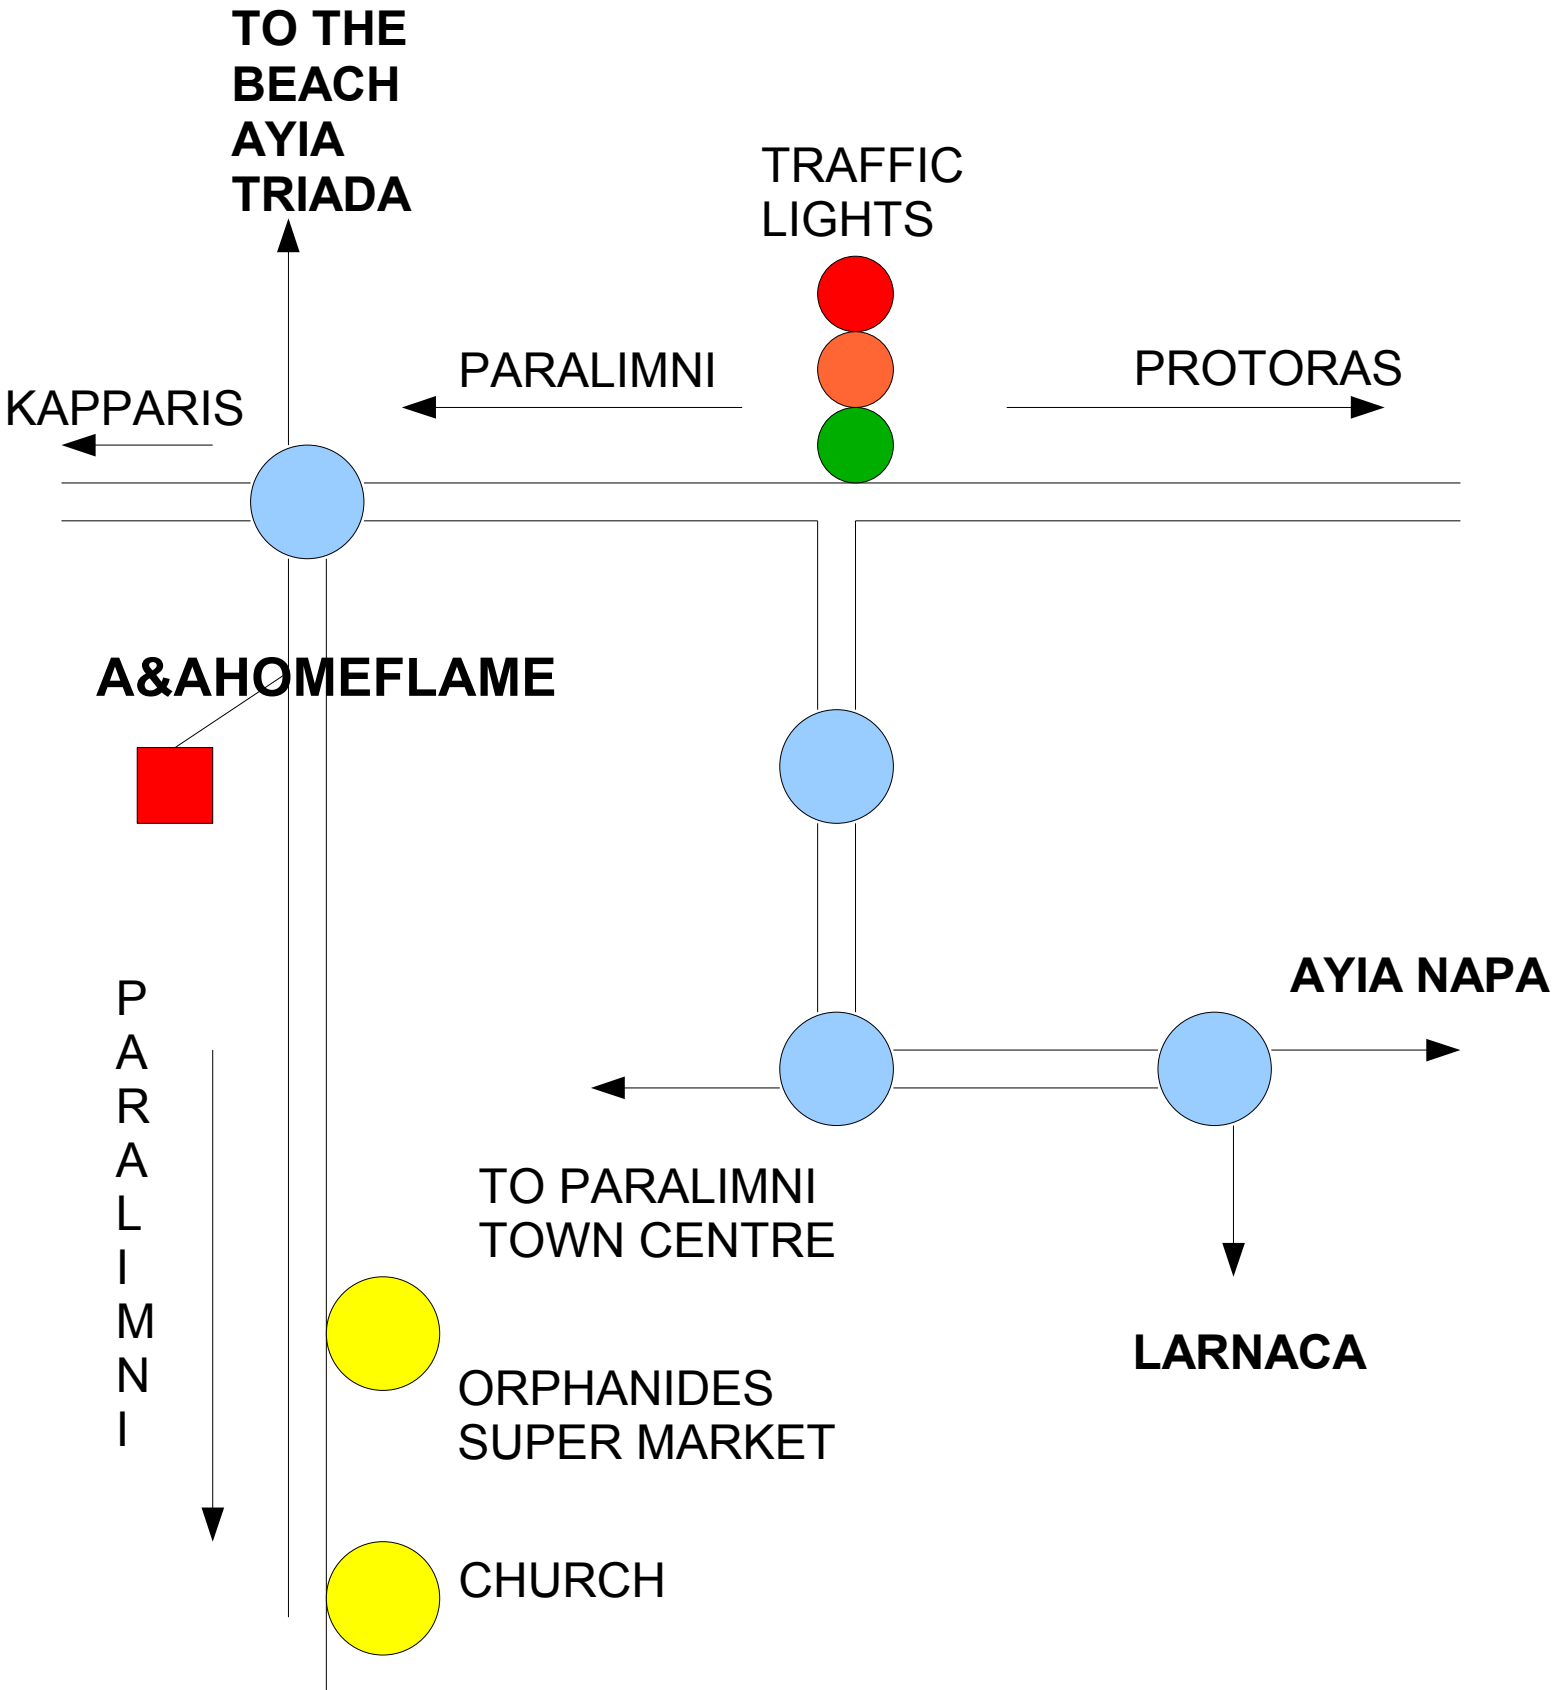 TO THE
BEACH
AYIA
TRIADA
TRAFFIC
LIGHTS
KAPPARIS
PARALIMNI
PROTORAS
A&AHOMEFLAME
AYIA NAPA
P
A
R
A
L
I
M
N
I
TO PARALIMNI
TOWN CENTRE
LARNACA
ORPHANIDES
SUPER MARKET
CHURCH